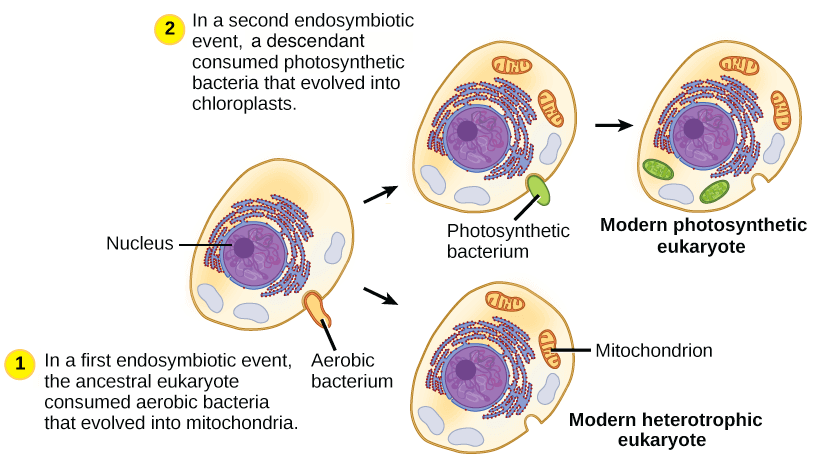 2
In a second endosymbiotic
event, a descendant
consumed photosynthetic
bacteria that evolved into
chloroplasts.
Nucleus
Photosynthetic
bacterium
Modern photosynthetic
eukaryote
1
In a first endosymbiotic event,
the ancestral eukaryote
consumed aerobic bacteria
that evolved into mitochondria.
Aerobic
bacterium
Mitochondrion
Modern heterotrophic
eukaryote